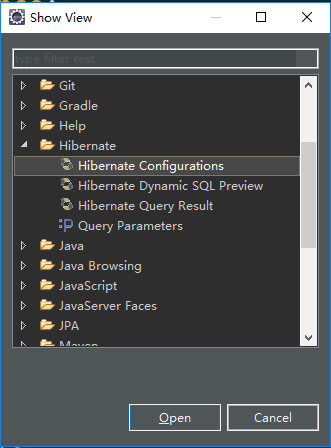 Show View
type filter text
Git
Gradle
Help
Hibernate
Hibernate Configurations
Hibernate Dynamic SQL Preview
Hibernate Query Result
Query Parameters
Java
Java Browsing
JavaScript
JavaServer Faces
JPA
Maven
Open
Cancel